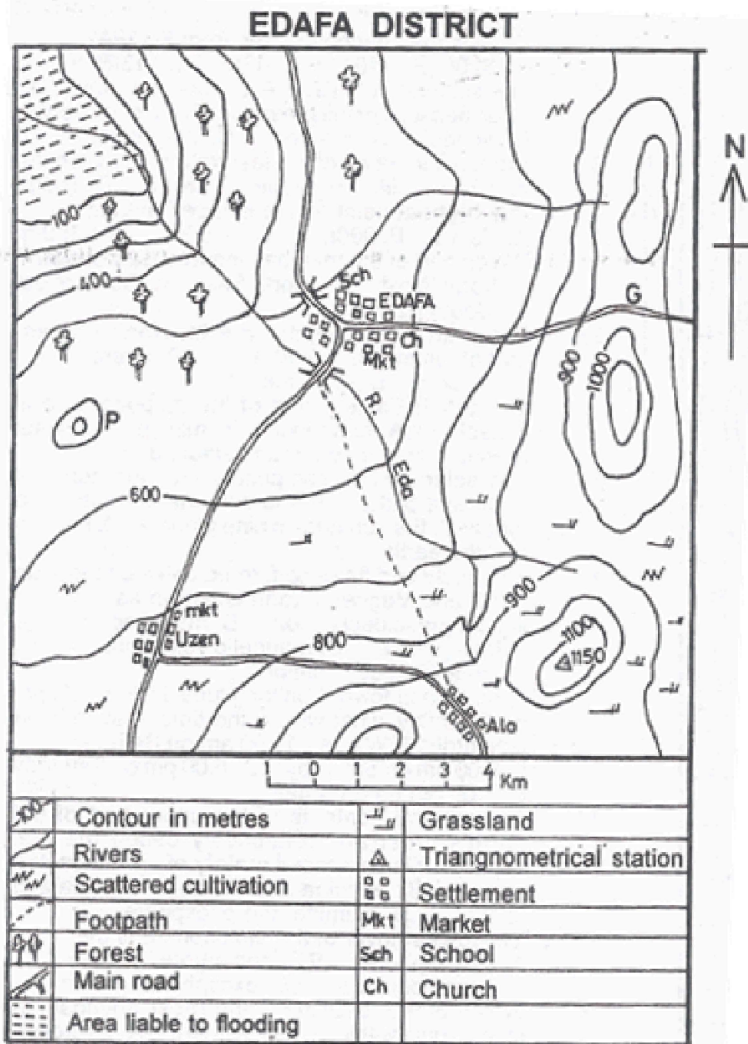 EDAFA DISTRICT
N
100
400
Sch
EDAFA
Ch
Mkt
G
P
R.
Eda
900
1000
600
900
mkt
Uzen
800
1100
1150
Alo
1 0 1 2 3 4 Km
100 Contour in metres Grassland
Rivers Triangnometrical station
Scattered cultivation Settlement
Footpath Mkt Market
Forest Sch School
Main road Ch Church
Area liable to flooding